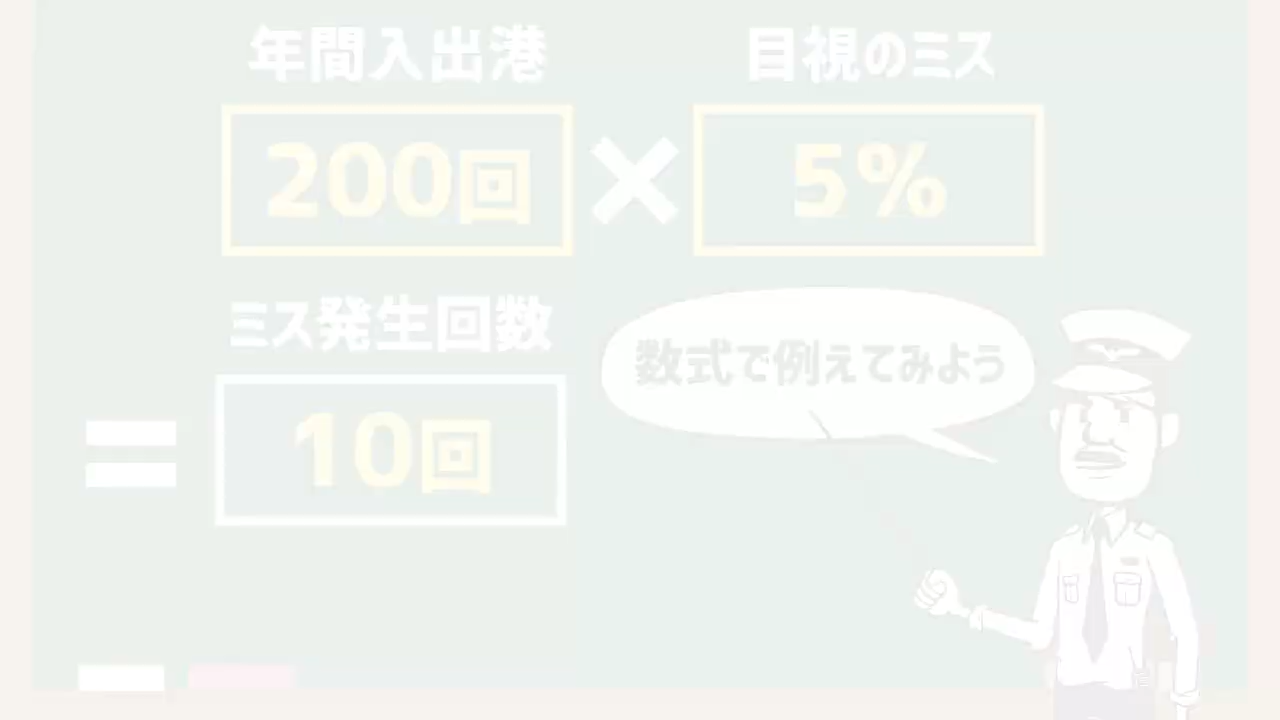 年間入出港
目視のミス
200回
×
5%
ミス発生回数
数式で例えてみよう
=
10回